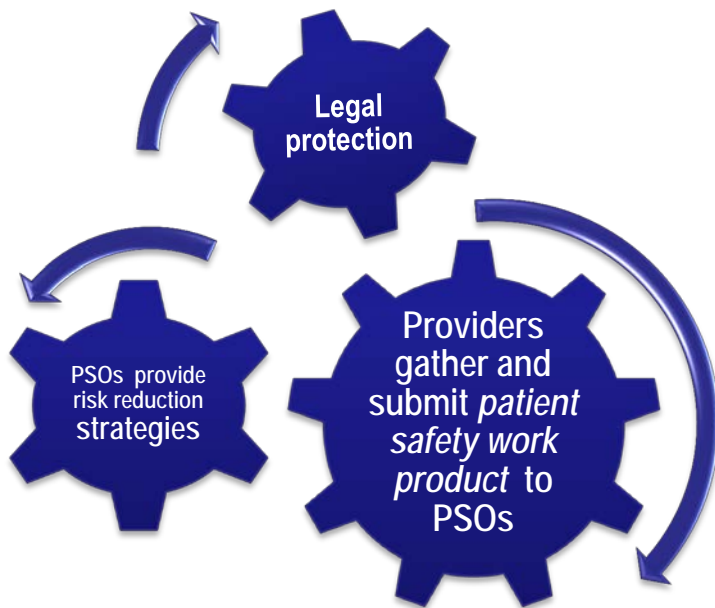 Legal
protection
PSOs provide
risk reduction
strategies
Providers
gather and
submit patient
safety work
product to
PSOs